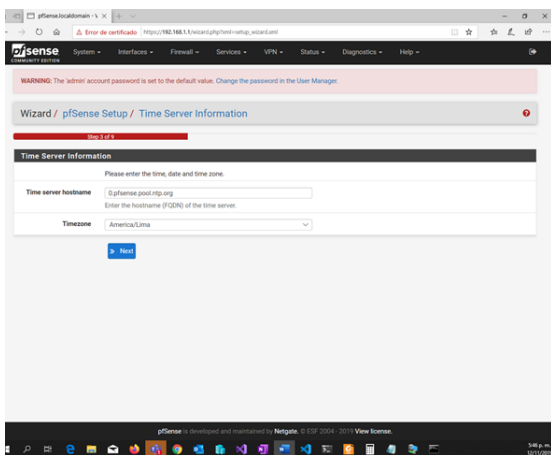 pfSense.localdomain - W
Error de certificado https://192.168.1.1/wizard.php?xml=setup_wizard.xml
pfsense
COMMUNITY EDITION
System Interfaces Firewall Services VPN Status Diagnostics Help
WARNING: The 'admin' account password is set to the default value. Change the password in the User Manager.
Wizard / pfSense Setup / Time Server Information
Step 3 of 9
Time Server Information
Please enter the time, date and time zone.
Time server hostname 0.pfsense.pool.ntp.org
Enter the hostname (FQDN) of the time server.
Timezone America/Lima
Next
pfSense is developed and maintained by Netgate. © ESF 2004 - 2019 View license.
5:46 p. m.